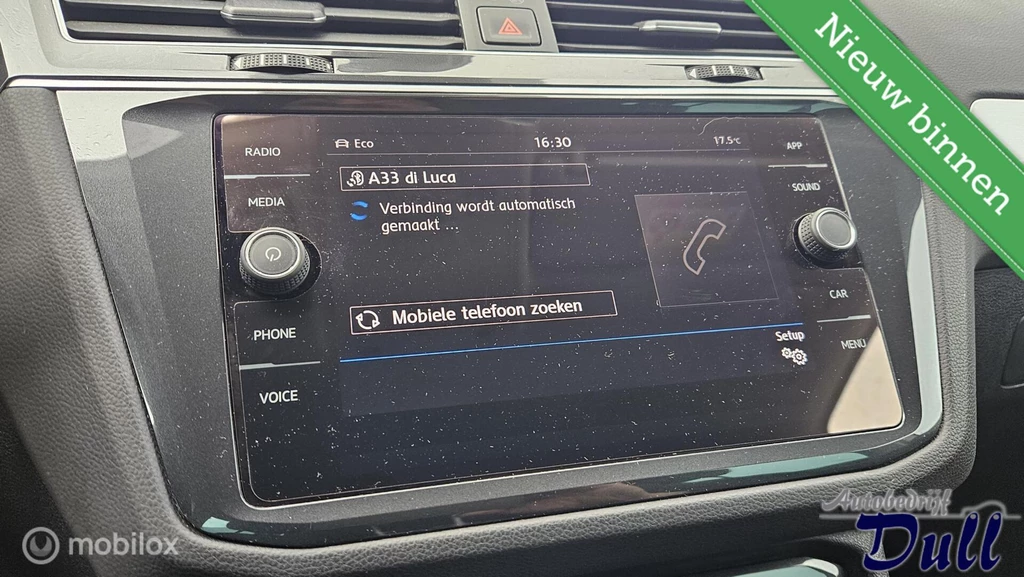 Nieuw binnen
RADIO
Eco
16:30
17.5°C
APP
A33 di Luca
SOUND
MEDIA
Verbinding wordt automatisch
gemaakt ...
CAR
Mobiele telefoon zoeken
PHONE
Setup
MENU
VOICE
Autobedrijf
Dull
mobilox